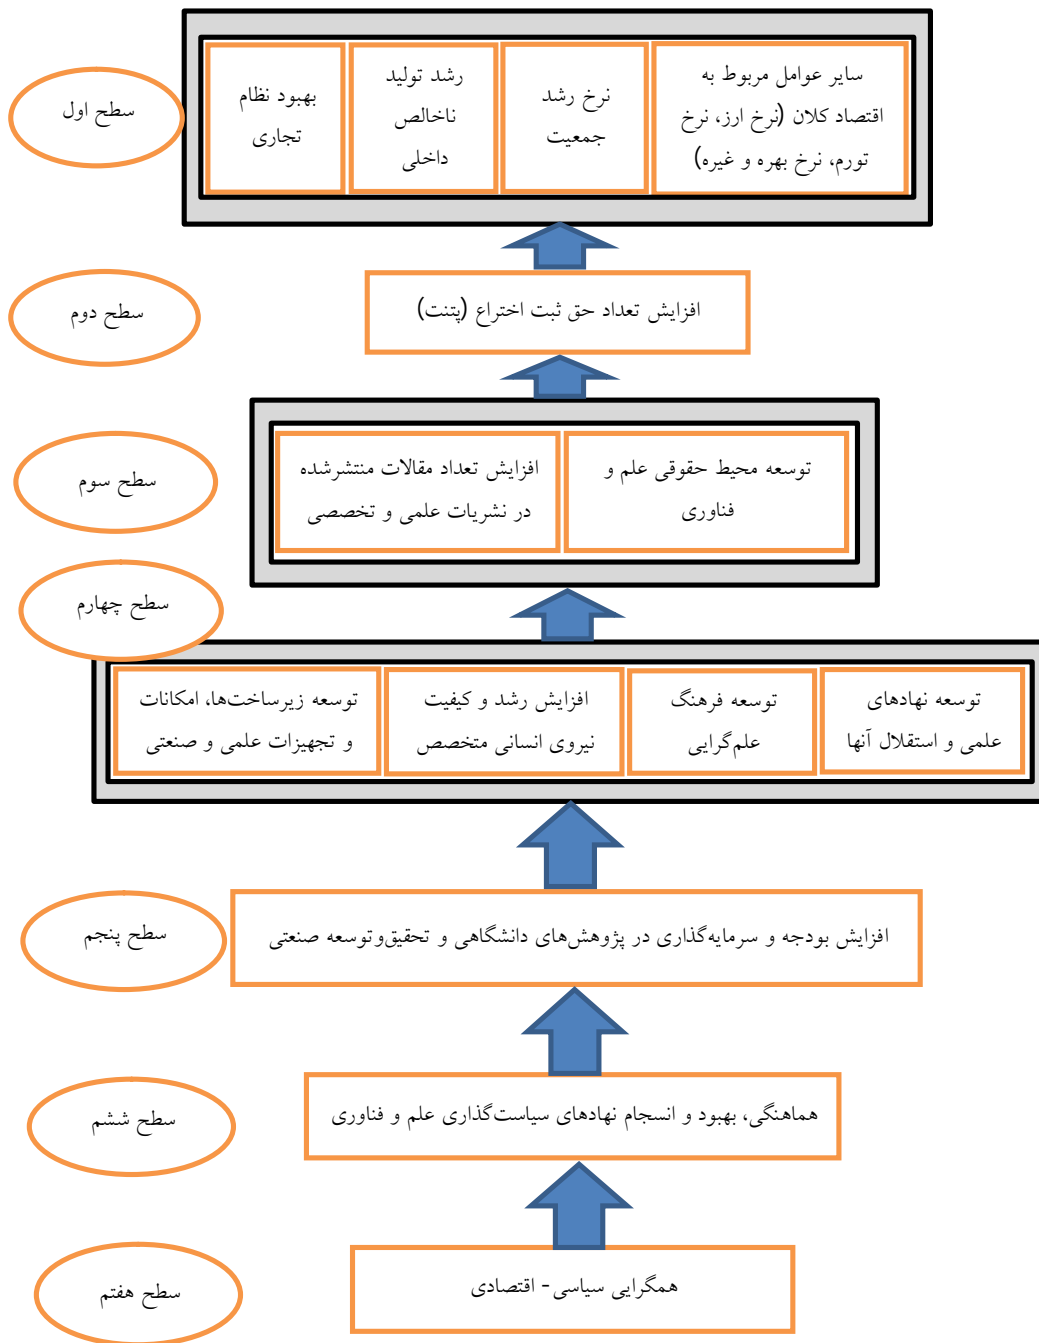 سطح اول
سایر عوامل مربوط به
اقتصاد کلان (نرخ ارز، نرخ
تورم، نرخ بهره و غیره)
نرخ رشد
جمعیت
رشد تولید
ناخالص
داخلی
بهبود نظام
تجاری
سطح دوم
افزایش تعداد حق ثبت اختراع (پتنت)
سطح سوم
توسعه محیط حقوقی علم و
فناوری
افزایش تعداد مقالات منتشرشده
در نشریات علمی و تخصصی
سطح چهارم
توسعه نهادهای
علمی و استقلال آنها
توسعه فرهنگ
علم‌گرایی
افزایش رشد و کیفیت
نیروی انسانی متخصص
توسعه زیرساخت‌ها، امکانات
و تجهیزات علمی و صنعتی
سطح پنجم
افزایش بودجه و سرمایه‌گذاری در پژوهش‌های دانشگاهی و تحقیق‌وتوسعه صنعتی
سطح ششم
هماهنگی، بهبود و انسجام نهادهای سیاست‌گذاری علم و فناوری
سطح هفتم
همگرایی سیاسی- اقتصادی